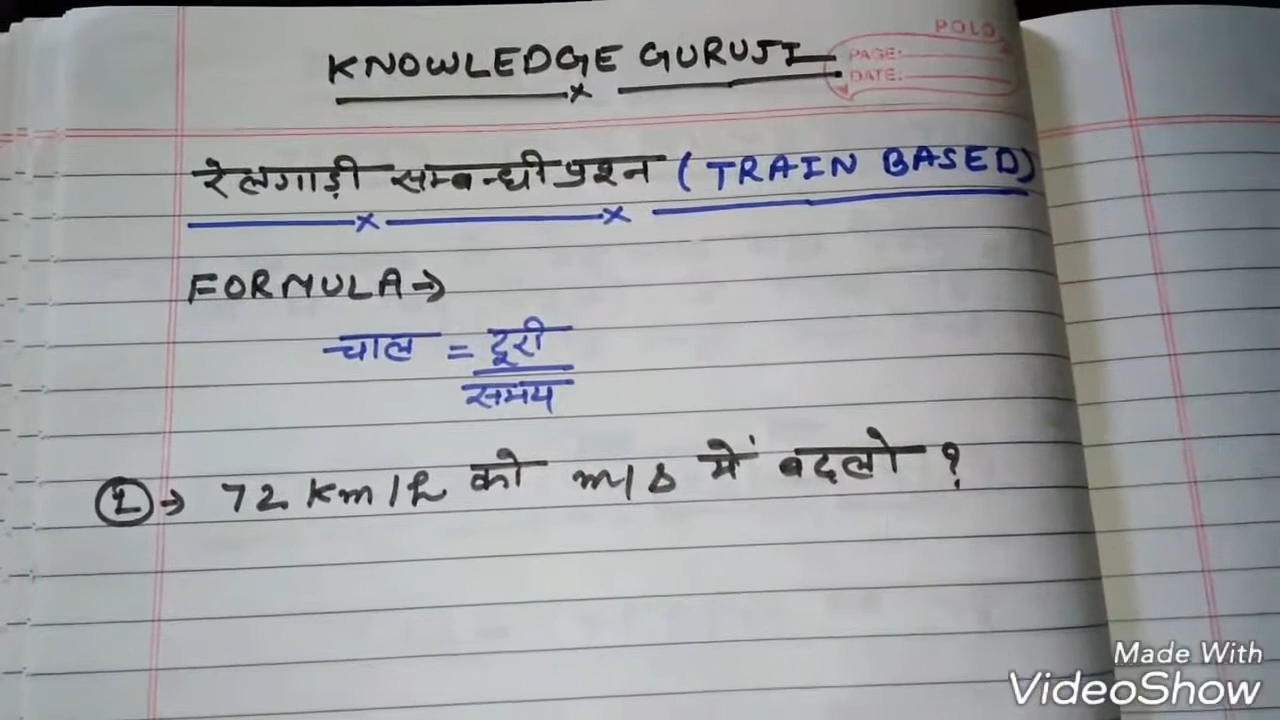 POLO
PAGE:
DATE:
KNOWLEDGE GURUJI
रेलगाड़ी सम्बन्धी प्रश्न (TRAIN BASED)
FORMULA→
चाल = दूरी
समय
1→ 72 Km/h को m/s में बदलो ?
Made With
VideoShow